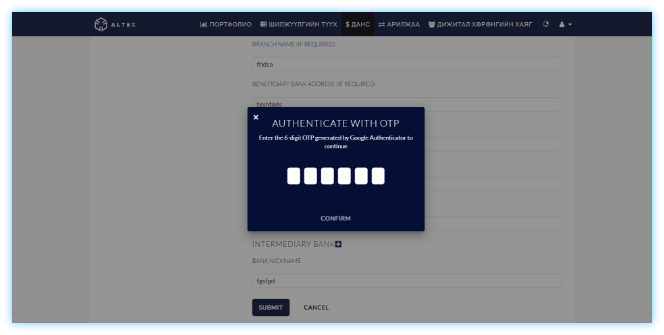 ALTEX
ПОРТФОЛИО
ШИЛЖҮҮЛГИЙН ТҮҮХ
$ ДАНС
АРИЛЖАА
ДИЖИТАЛ ХӨРӨНГИЙН ХАЯГ
BRANCH NAME (IF REQUIRED)
fhdsa
BENEFICIARY BANK ADDRESS (IF REQUIRED)
AUTHENTICATE WITH OTP
Enter the 6-digit OTP generated by Google Authenticator to
continue
CONFIRM
INTERMEDIARY BANK
BANK NICKNAME
fgsfgd
SUBMIT
CANCEL